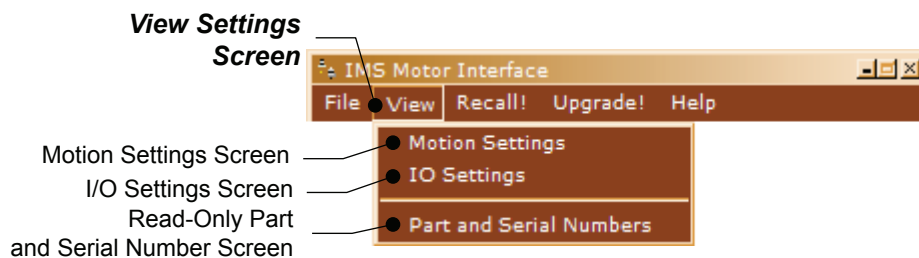 View Settings
Screen
IMS Motor Interface
File View Recall! Upgrade! Help
Motion Settings Screen
Motion Settings
I/O Settings Screen
IO Settings
Read-Only Part
and Serial Number Screen
Part and Serial Numbers